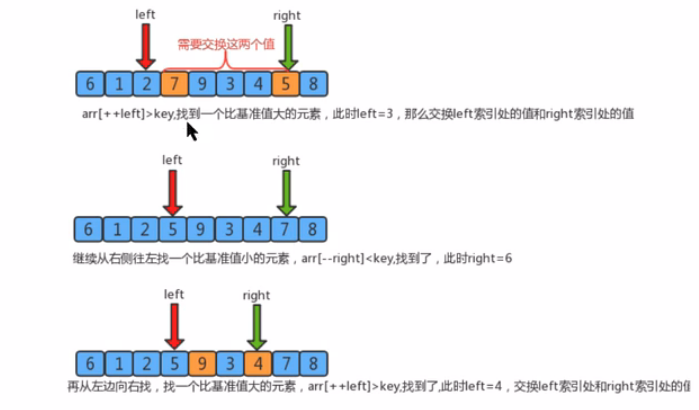 left right
需要交换这两个值
6 1 2 7 9 3 4 5 8
arr[++left]>key,找到一个比基准值大的元素，此时left=3，那么交换left索引处的值和right索引处的值
left right
6 1 2 5 9 3 4 7 8
继续从右侧往左找一个比基准值小的元素，arr[--right]<key,找到了，此时right=6
left right
6 1 2 5 9 3 4 7 8
再从左边向右找，找一个比基准值大的元素，arr[++left]>key,找到了,此时left=4，交换left索引处和right索引处的